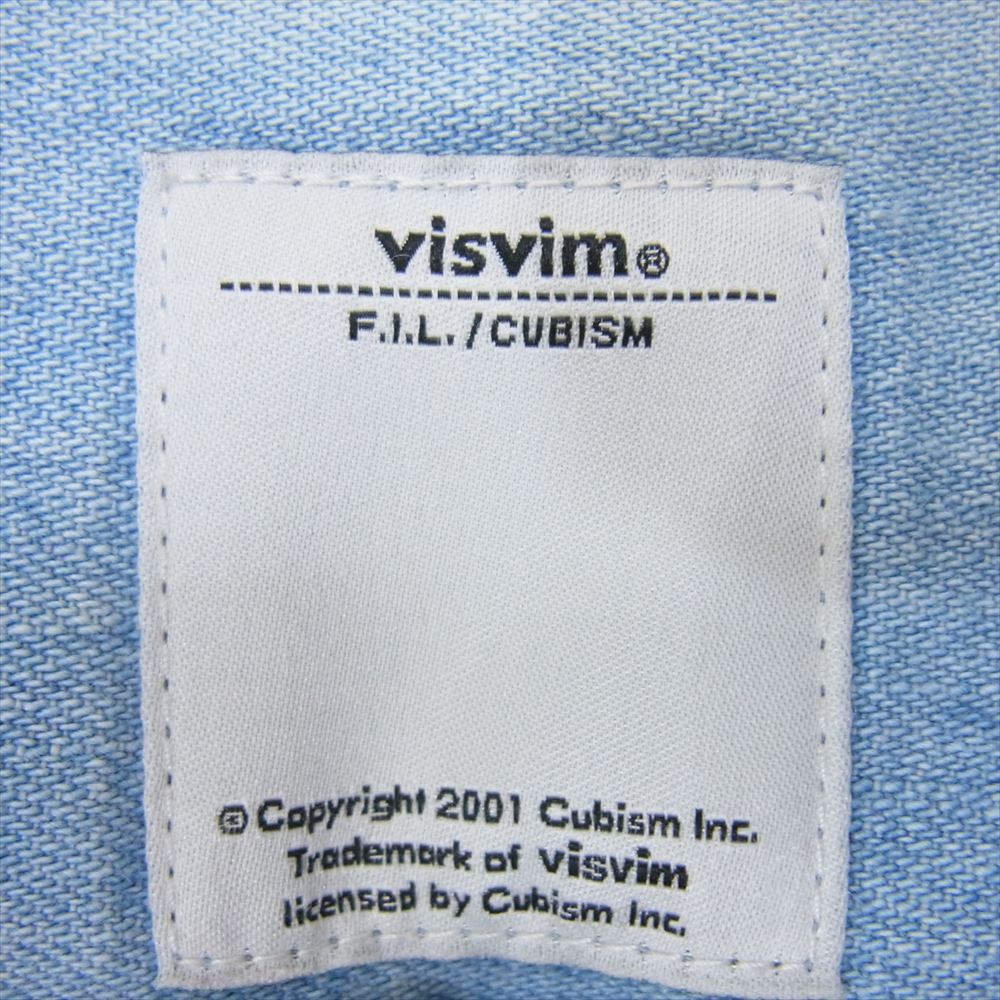 visvim®
F.I.L./CUBISM
© Copyright 2001 Cubism Inc.
Trademark of visvim
licensed by Cubism Inc.